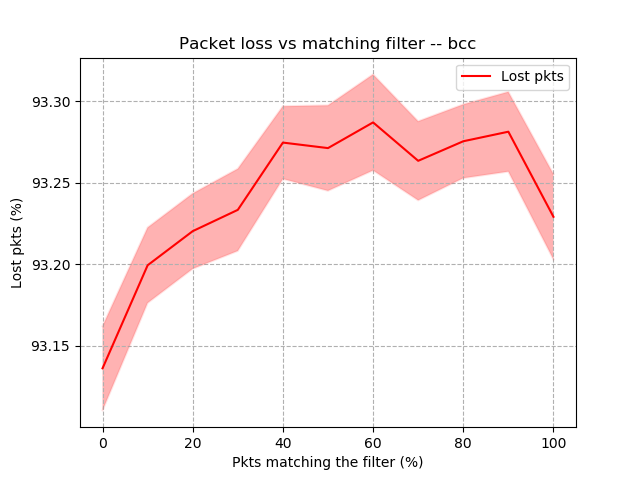 Packet loss vs matching filter -- bcc
Lost pkts
93.30
93.25
93.20
93.15
Lost pkts (%)
0 20 40 60 80 100
Pkts matching the filter (%)